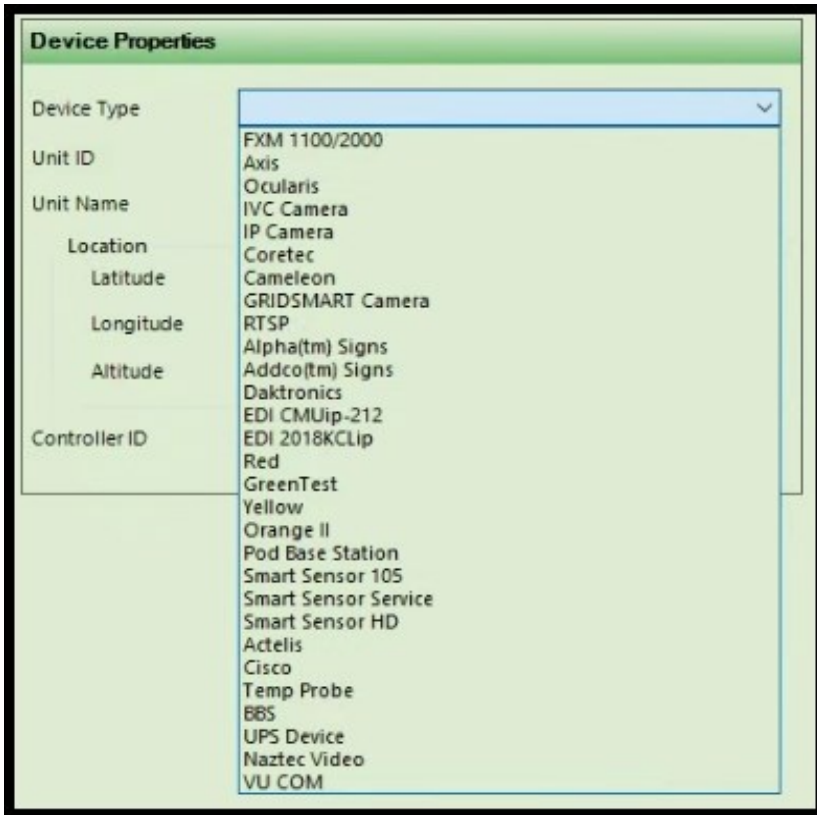 Device Properties
Device Type
FXM 1100/2000
Axis
Unit ID
Ocularis
Unit Name
IVC Camera
IP Camera
Location
Coretec
Latitude
Cameleon
GRIDSMART Camera
Longitude
RTSP
Alpha(tm) Signs
Altitude
Addco(tm) Signs
Daktronics
EDI CMUip-212
Controller ID
EDI 2018KCLip
Red
GreenTest
Yellow
Orange II
Pod Base Station
Smart Sensor 105
Smart Sensor Service
Smart Sensor HD
Actelis
Cisco
Temp Probe
BBS
UPS Device
Naztec Video
VU COM